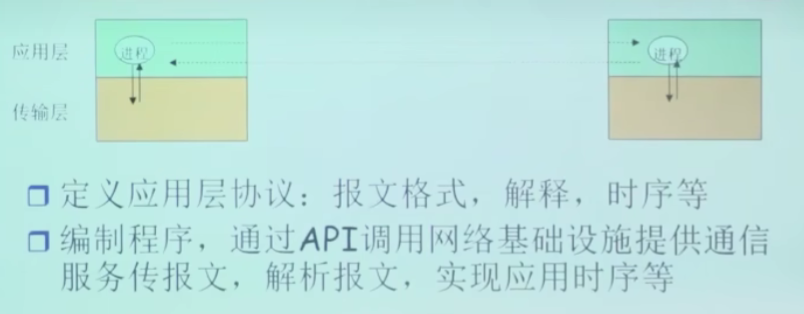 应用层
进程
进程
传输层
定义应用层协议：报文格式，解释，时序等
编制程序，通过API调用网络基础设施提供通信
服务传报文，解析报文，实现应用时序等